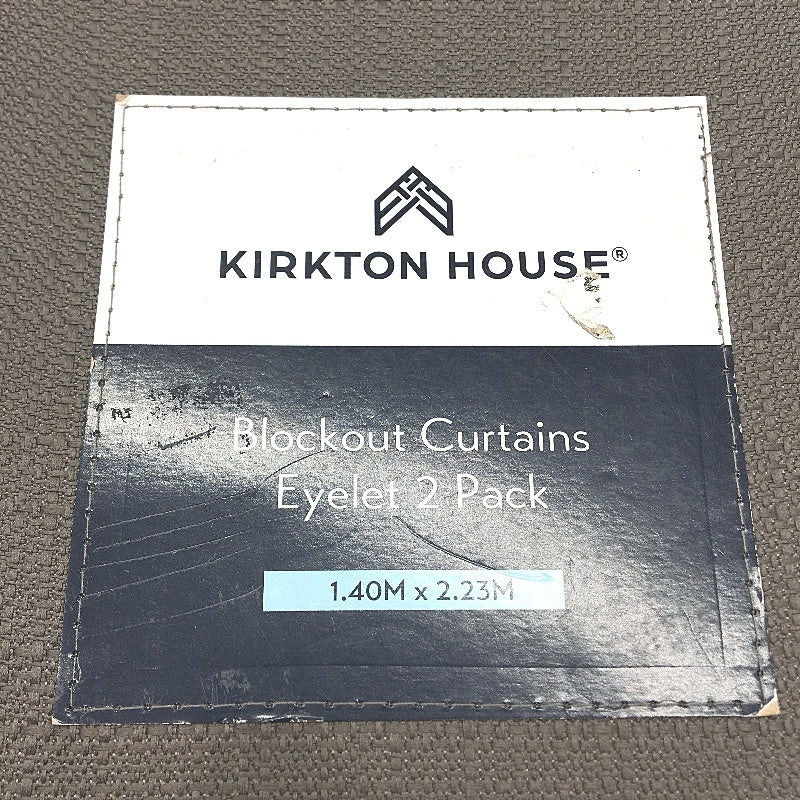 KIRKTON HOUSE®
Blockout Curtains
Eyelet 2 Pack
1.40M x 2.23M